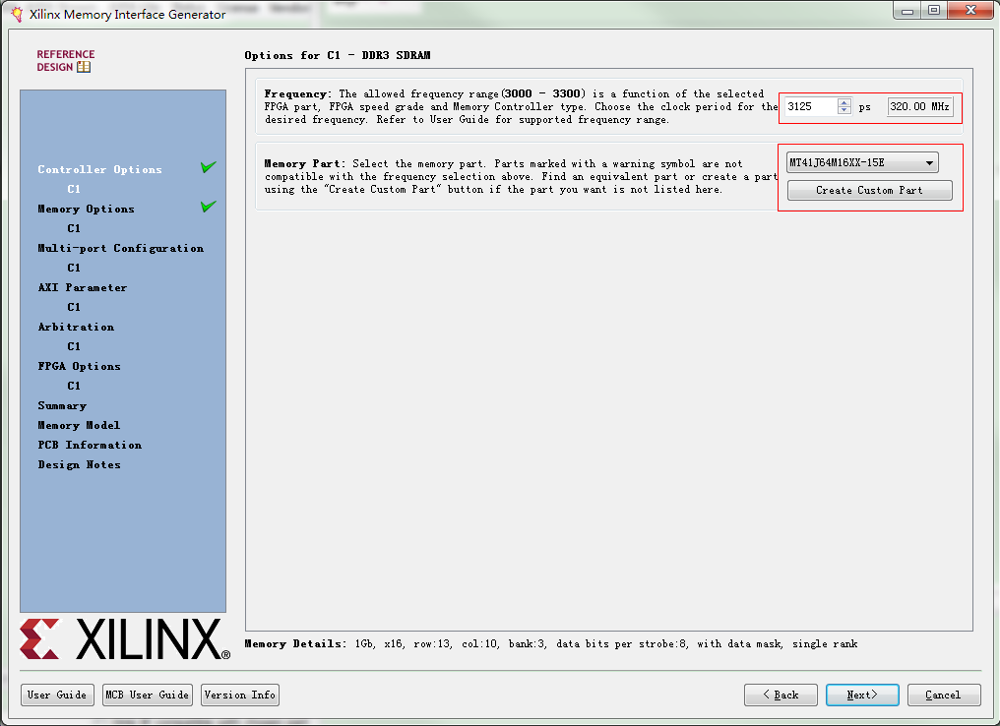 Xilinx Memory Interface Generator
REFERENCE
DESIGN
Controller Options
C1
Memory Options
C1
Multi-port Configuration
C1
AXI Parameter
C1
Arbitration
C1
FPGA Options
C1
Summary
Memory Model
PCB Information
Design Notes
XILINX®
Options for C1 - DDR3 SDRAM
Frequency: The allowed frequency range(3000 - 3300) is a function of the selected
FPGA part, FPGA speed grade and Memory Controller type. Choose the clock period for the
desired frequency. Refer to User Guide for supported frequency range.
3125 ps 320.00 MHz
Memory Part: Select the memory part. Parts marked with a warning symbol are not
compatible with the frequency selection above. Find an equivalent part or create a part
using the "Create Custom Part" button if the part you want is not listed here.
MT41J64M16XX-15E
Create Custom Part
Memory Details: 1Gb, x16, row:13, col:10, bank:3, data bits per strobe:8, with data mask, single rank
User Guide MCB User Guide Version Info < Back Next> Cancel